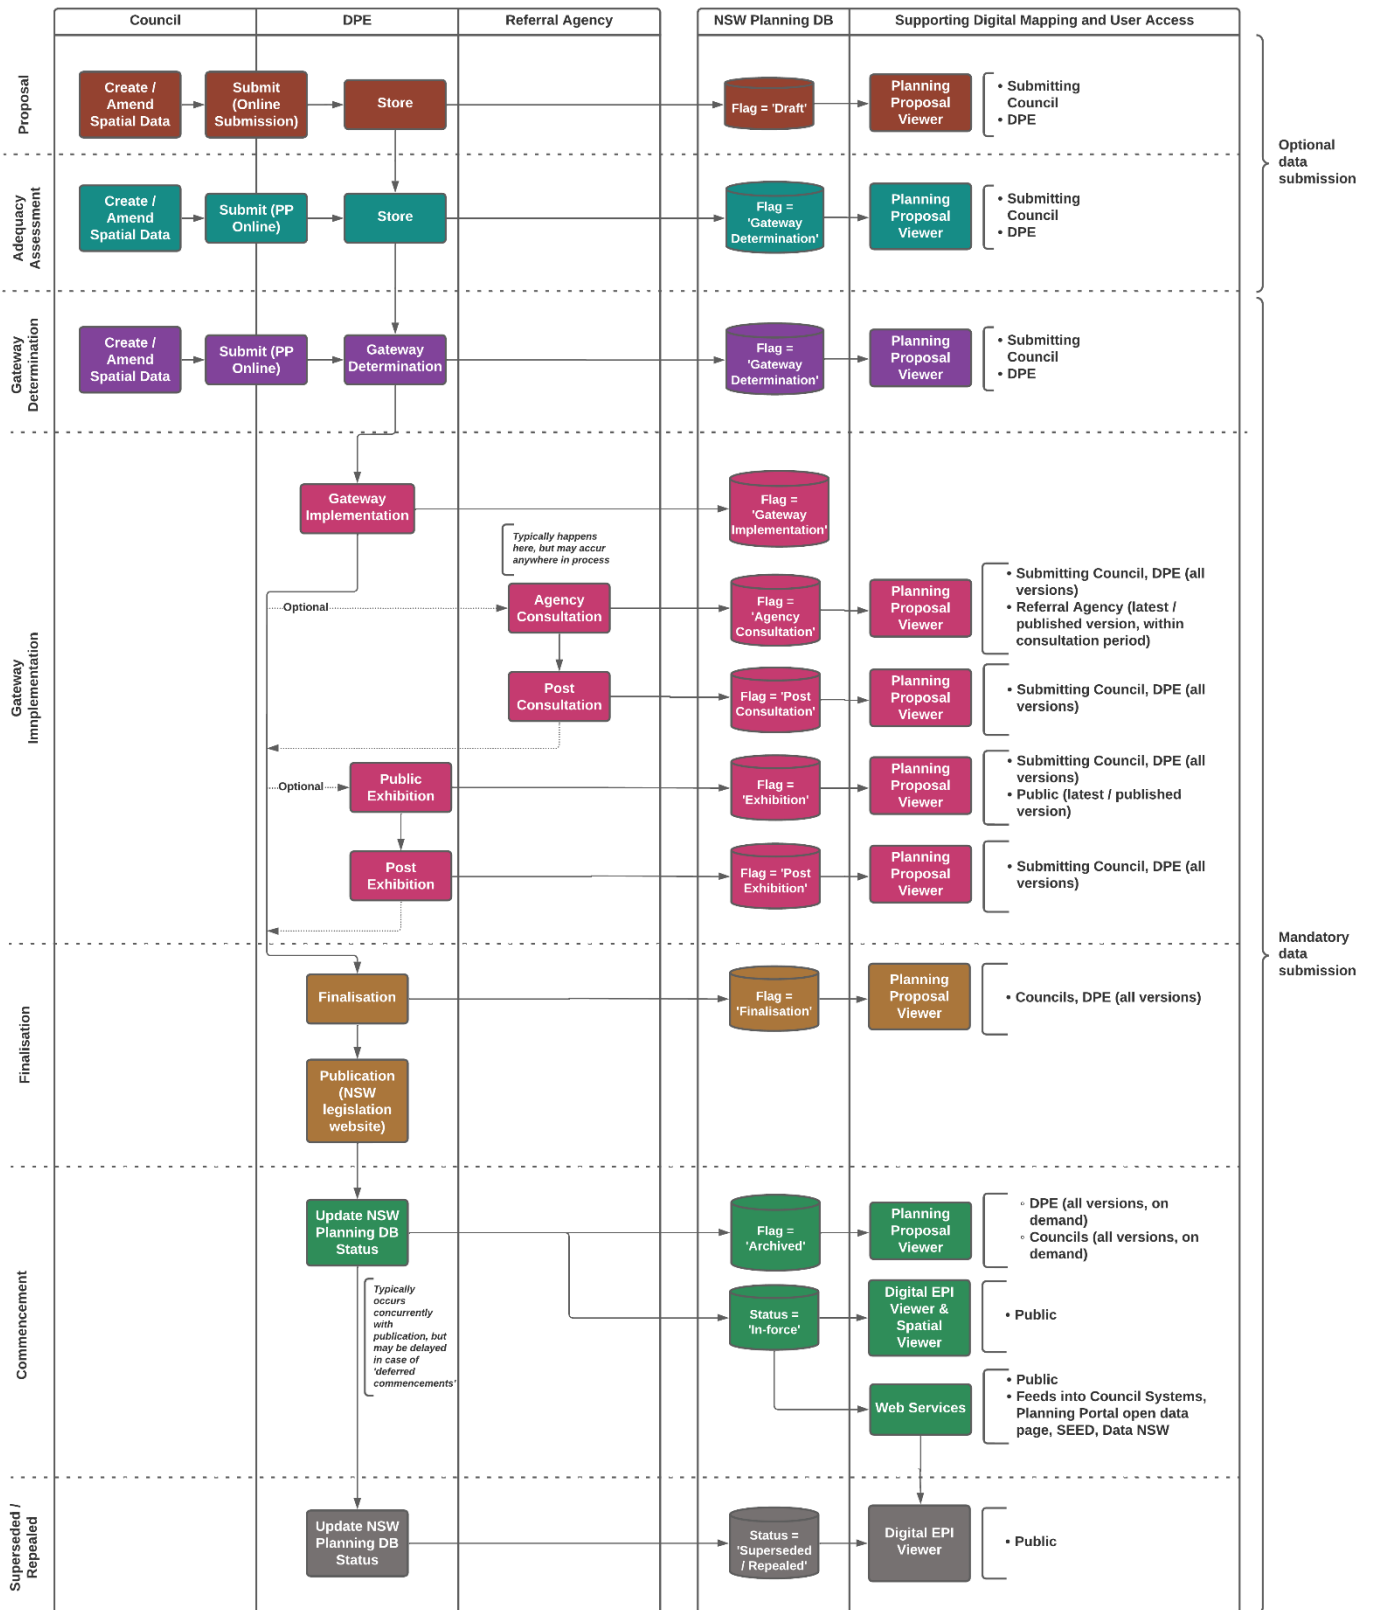 Council
DPE
Referral Agency
NSW Planning DB
Supporting Digital Mapping and User Access
Proposal
Create /
Amend
Spatial Data
Submit
(Online
Submission)
Store
Flag = 'Draft'
Planning
Proposal
Viewer
• Submitting
Council
• DPE
Optional
data
submission
Adequacy
Assessment
Create /
Amend
Spatial Data
Submit (PP
Online)
Store
Flag =
'Gateway
Determination'
Planning
Proposal
Viewer
• Submitting
Council
• DPE
Gateway
Determination
Create /
Amend
Spatial Data
Submit (PP
Online)
Gateway
Determination
Flag =
'Gateway
Determination'
Planning
Proposal
Viewer
• Submitting
Council
• DPE
Gateway
Imnplementation
Gateway
Implementation
Flag =
'Gateway
Implementation'
Typically happens
here, but may occur
anywhere in process
Optional
Agency
Consultation
Flag =
'Agency
Consultation'
Planning
Proposal
Viewer
• Submitting Council, DPE (all
versions)
• Referral Agency (latest /
published version, within
consultation period)
Post
Consultation
Flag = 'Post
Consultation'
Planning
Proposal
Viewer
• Submitting Council, DPE (all
versions)
Optional
Public
Exhibition
Flag =
'Exhibition'
Planning
Proposal
Viewer
• Submitting Council, DPE (all
versions)
• Public (latest / published
version)
Post
Exhibition
Flag = 'Post
Exhibition'
Planning
Proposal
Viewer
• Submitting Council, DPE (all
versions)
Mandatory
data
submission
Finalisation
Finalisation
Flag =
'Finalisation'
Planning
Proposal
Viewer
• Councils, DPE (all versions)
Publication
(NSW
legislation
website)
Commencement
Update NSW
Planning DB
Status
Flag =
'Archived'
Planning
Proposal
Viewer
◦ DPE (all versions, on
demand)
◦ Councils (all versions, on
demand)
Typically
occurs
concurrently
with
publication, but
may be delayed
in case of
'deferred
commencements'
Status =
'In-force'
Digital EPI
Viewer &
Spatial
Viewer
• Public
Web Services
• Public
• Feeds into Council Systems,
Planning Portal open data
page, SEED, Data NSW
Superseded /
Repealed
Update NSW
Planning DB
Status
Status =
'Superseded
/ Repealed'
Digital EPI
Viewer
• Public